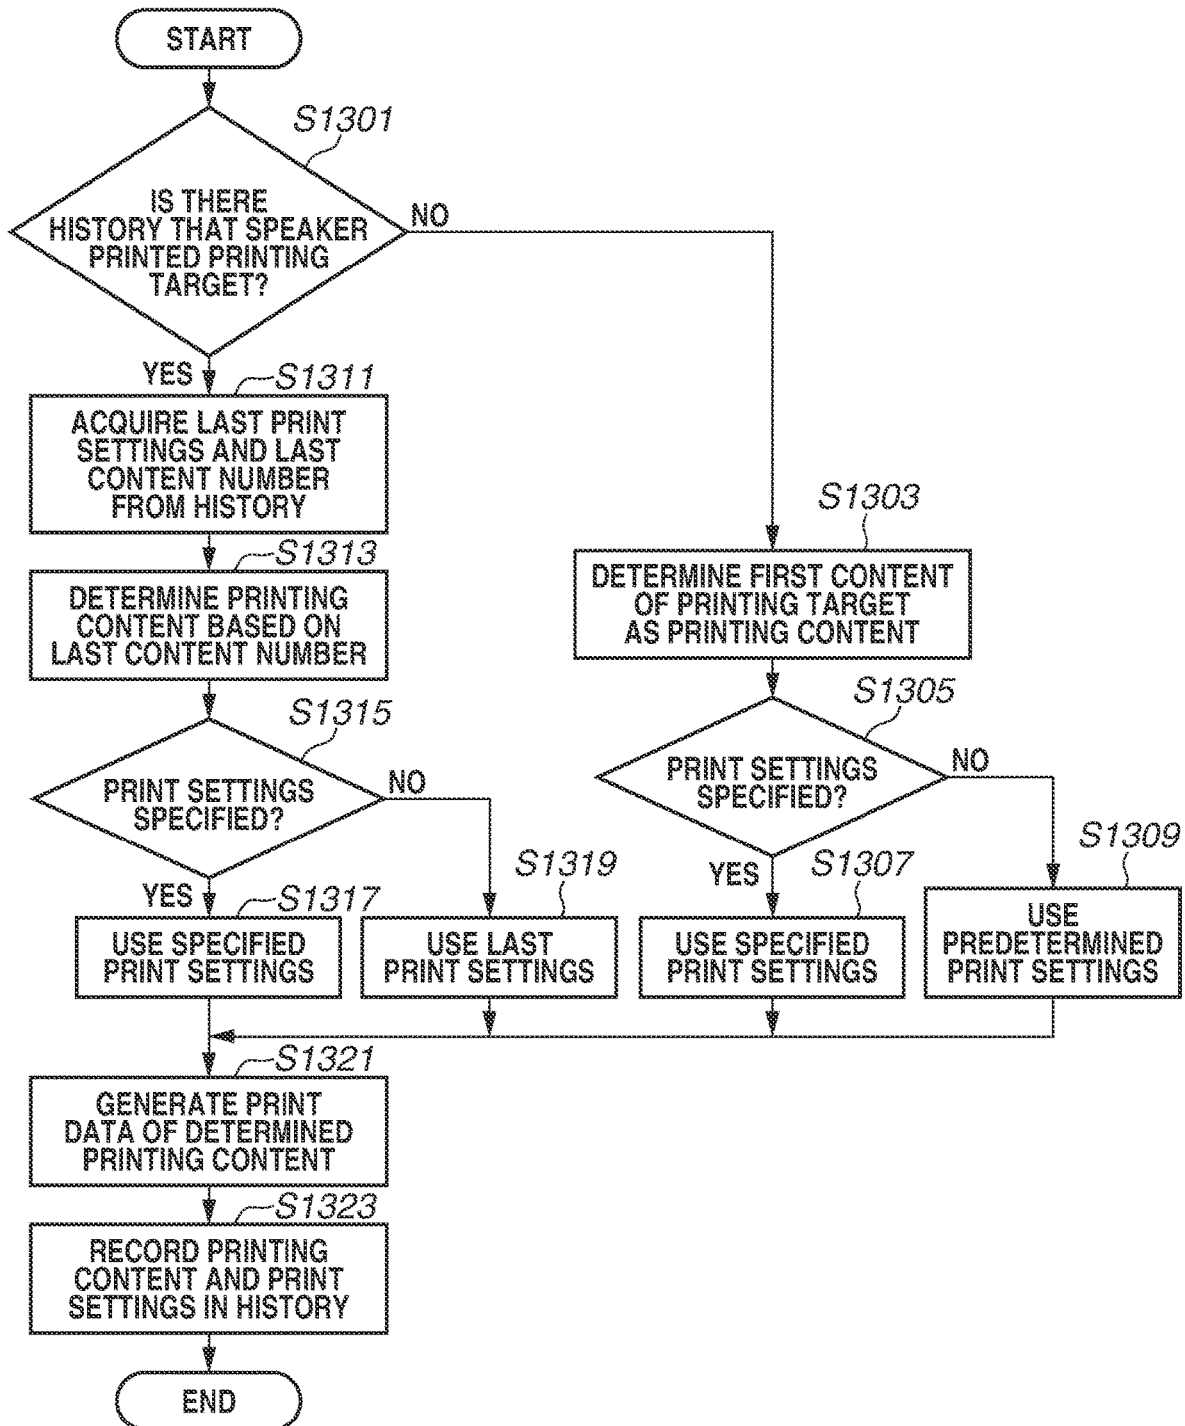 START
S1301
IS THERE
HISTORY THAT SPEAKER
PRINTED PRINTING
TARGET?
NO
YES
S1311
ACQUIRE LAST PRINT
SETTINGS AND LAST
CONTENT NUMBER
FROM HISTORY
S1313
DETERMINE PRINTING
CONTENT BASED ON
LAST CONTENT NUMBER
S1315
PRINT SETTINGS
SPECIFIED?
NO
YES
S1317
USE SPECIFIED
PRINT SETTINGS
S1319
USE LAST
PRINT SETTINGS
S1303
DETERMINE FIRST CONTENT
OF PRINTING TARGET
AS PRINTING CONTENT
S1305
PRINT SETTINGS
SPECIFIED?
NO
YES
S1307
USE SPECIFIED
PRINT SETTINGS
S1309
USE
PREDETERMINED
PRINT SETTINGS
S1321
GENERATE PRINT
DATA OF DETERMINED
PRINTING CONTENT
S1323
RECORD PRINTING
CONTENT AND PRINT
SETTINGS IN HISTORY
END